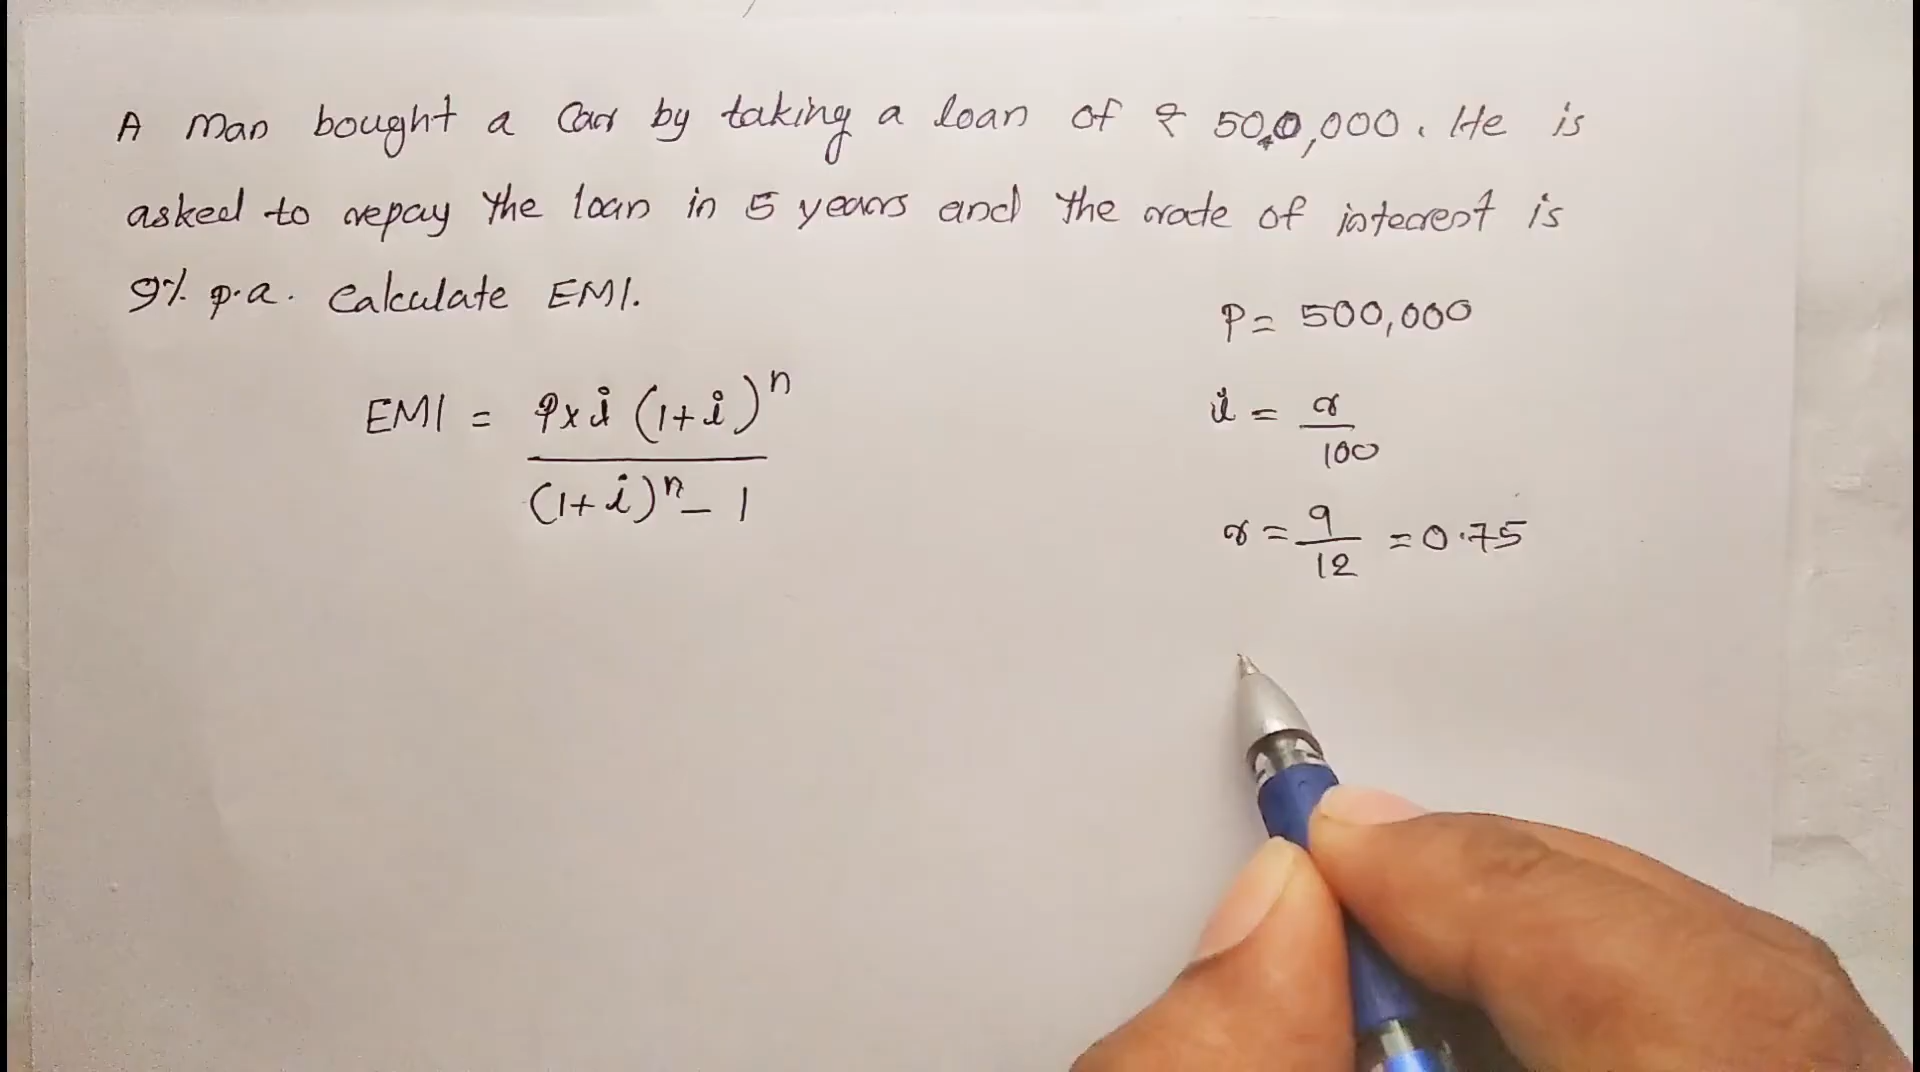 A man bought a car by taking a loan of ₹ 500,000. He is
asked to repay the loan in 5 years and the rate of interest is
9% p.a. Calculate EMI.
P = 500,000
EMI = P x i (1+i)^n / (1+i)^n - 1
i = r / 100
r = 9 / 12 = 0.75